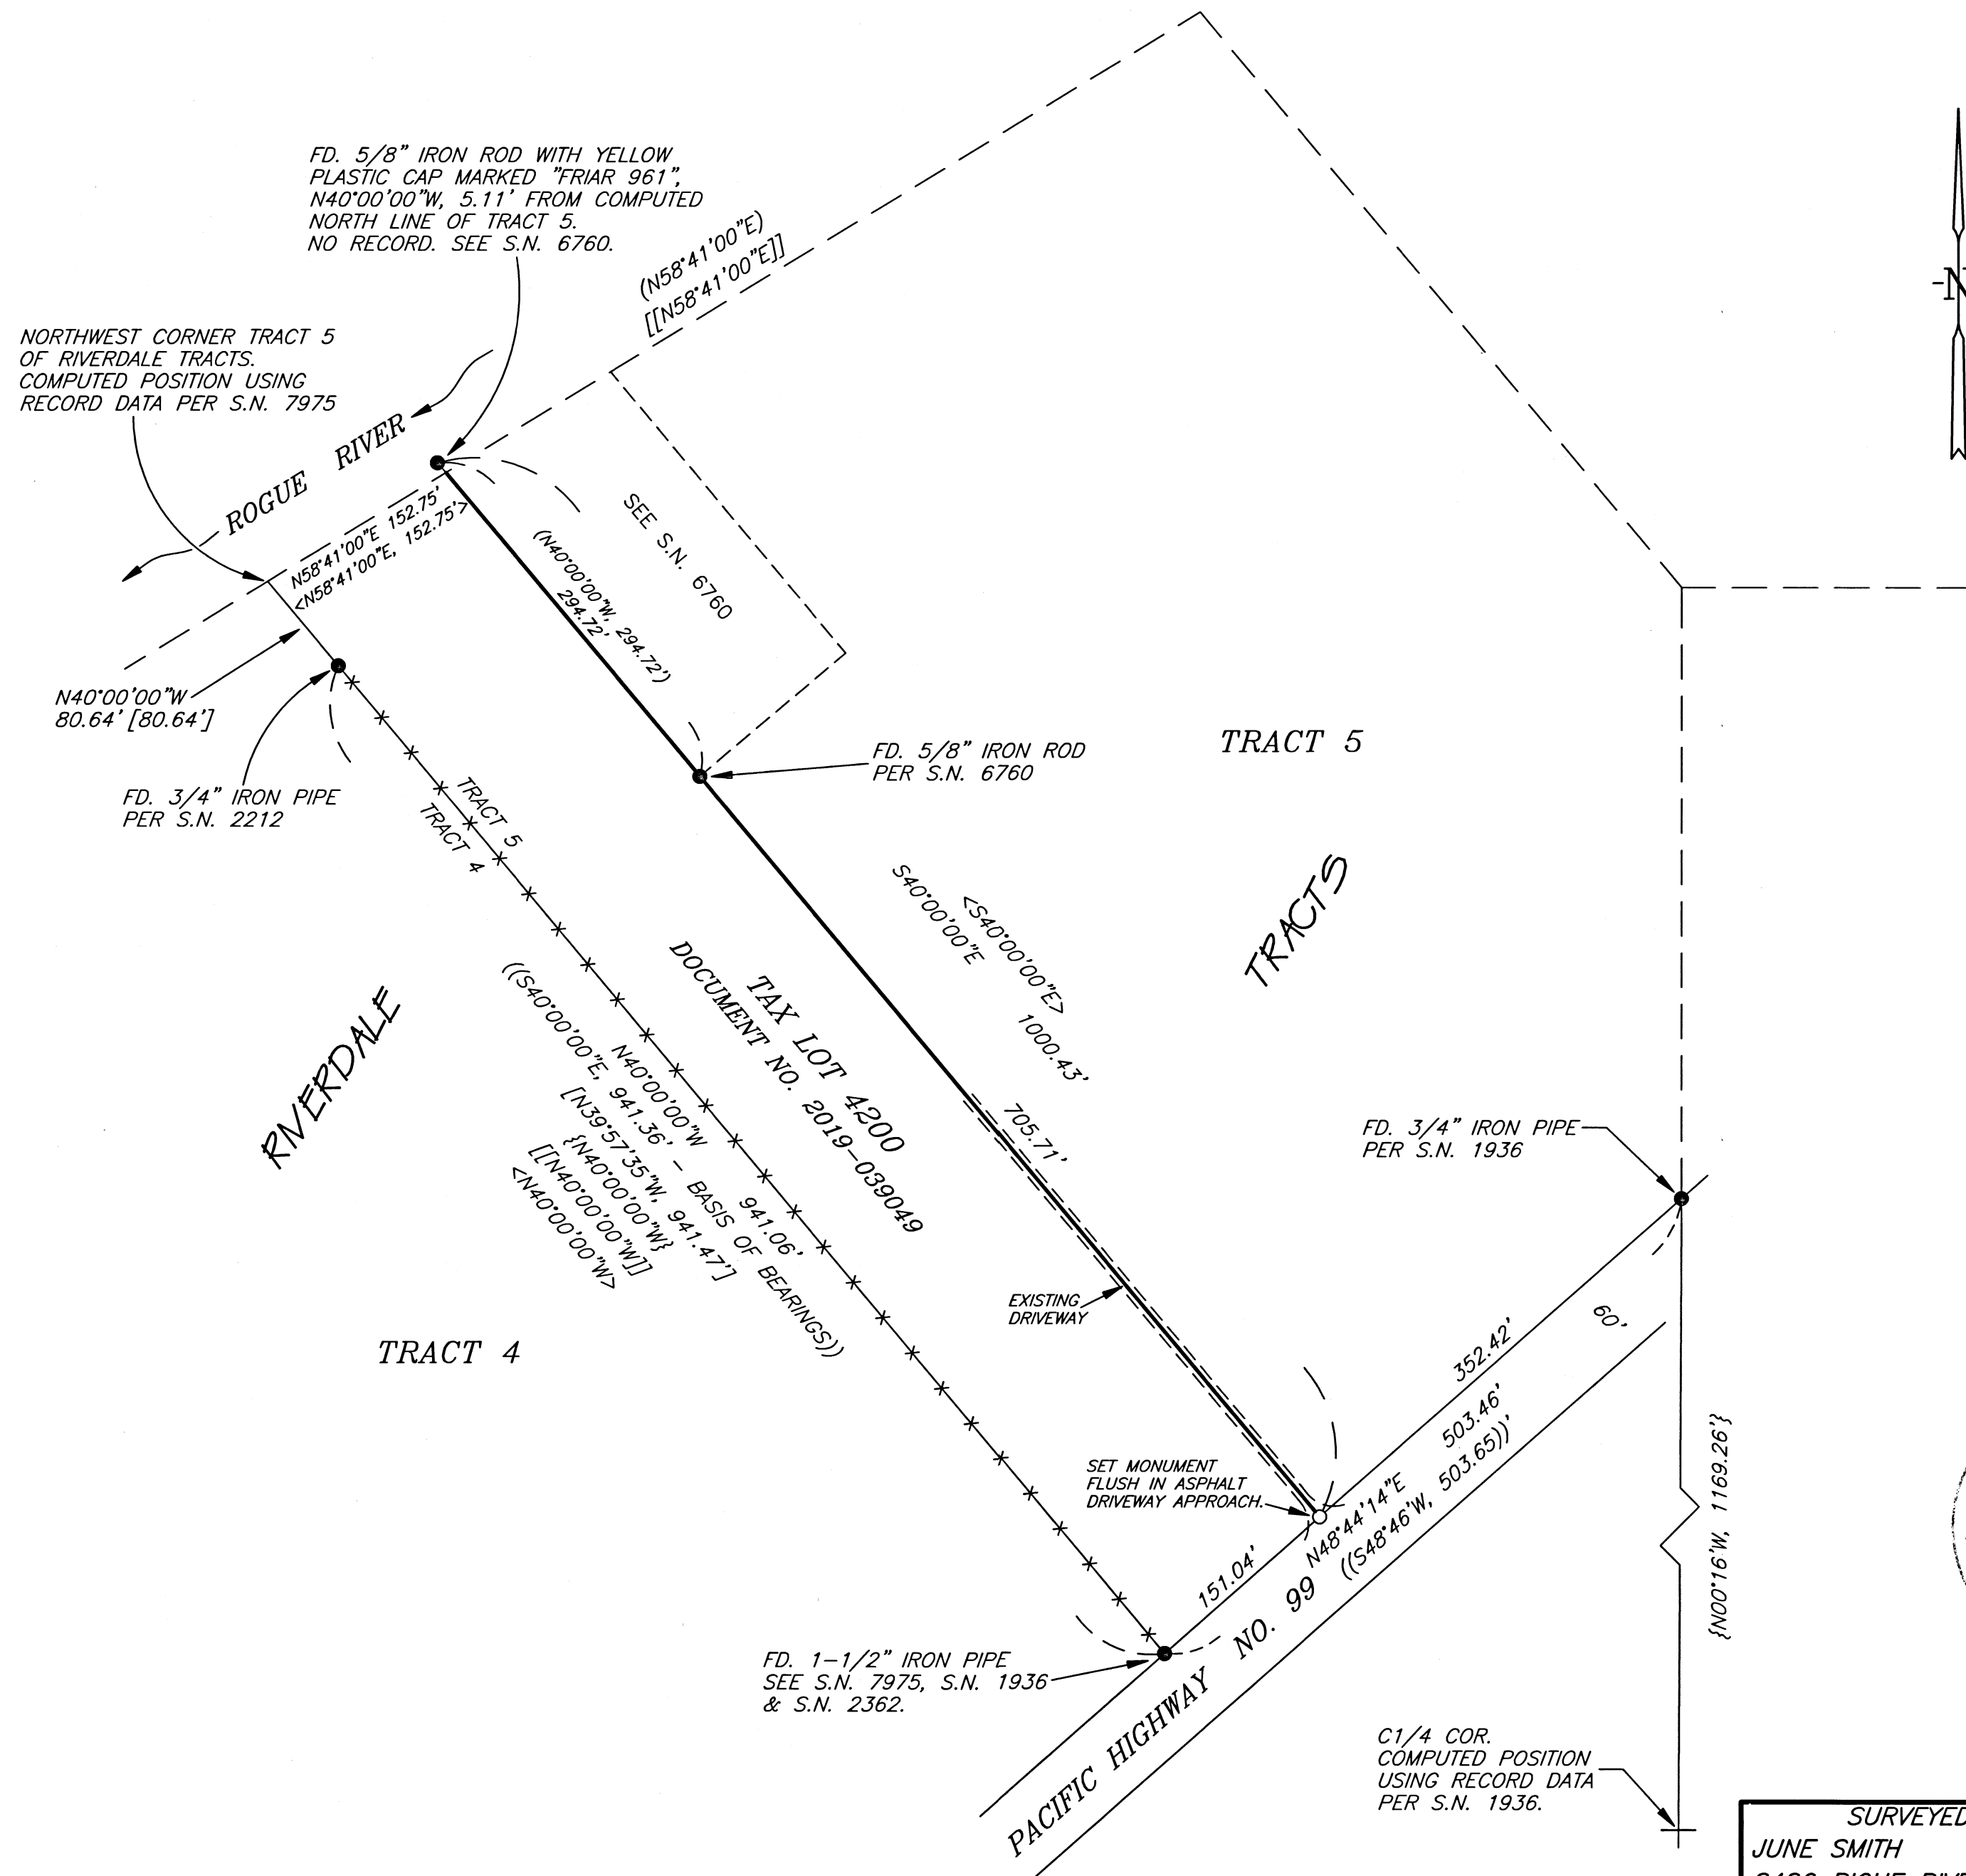 FD. 5/8" IRON ROD WITH YELLOW
PLASTIC CAP MARKED "FRIAR 961",
N40°00'00"W, 5.11' FROM COMPUTED
NORTH LINE OF TRACT 5.
NO RECORD. SEE S.N. 6760.
(N58°41'00"E)
[[N58°41'00"E]]
-N
NORTHWEST CORNER TRACT 5
OF RIVERDALE TRACTS.
COMPUTED POSITION USING
RECORD DATA PER S.N. 7975
ROGUE RIVER
N58°41'00"E 152.75'
<N58°41'00"E, 152.75'>
SEE S.N. 6760
(N40°00'00"W, 294.72')
294.72'
N40°00'00"W
80.64' [80.64']
FD. 3/4" IRON PIPE
PER S.N. 2212
TRACT 5
TRACT 4
FD. 5/8" IRON ROD
PER S.N. 6760
TRACT 5
<S40°00'00"E>
S40°00'00"E 1000.43'
TRACTS
RIVERDALE
TAX LOT 4200
DOCUMENT NO. 2019-039049
N40°00'00"W 941.06'
((S40°00'00"E, 941.36' - BASIS OF BEARINGS))
[N39°57'35"W, 941.47']
{N40°00'00"W}
[[N40°00'00"W]]
<N40°00'00"W>
705.71'
FD. 3/4" IRON PIPE
PER S.N. 1936
EXISTING
DRIVEWAY
TRACT 4
352.42'
60'
503.46'
N48°44'14"E
((S48°46'W, 503.65))'
SET MONUMENT
FLUSH IN ASPHALT
DRIVEWAY APPROACH.
151.04'
{N00°16'W, 1169.26'}
FD. 1-1/2" IRON PIPE
SEE S.N. 7975, S.N. 1936
& S.N. 2362.
PACIFIC HIGHWAY NO. 99
C1/4 COR.
COMPUTED POSITION
USING RECORD DATA
PER S.N. 1936.
SURVEYED
JUNE SMITH